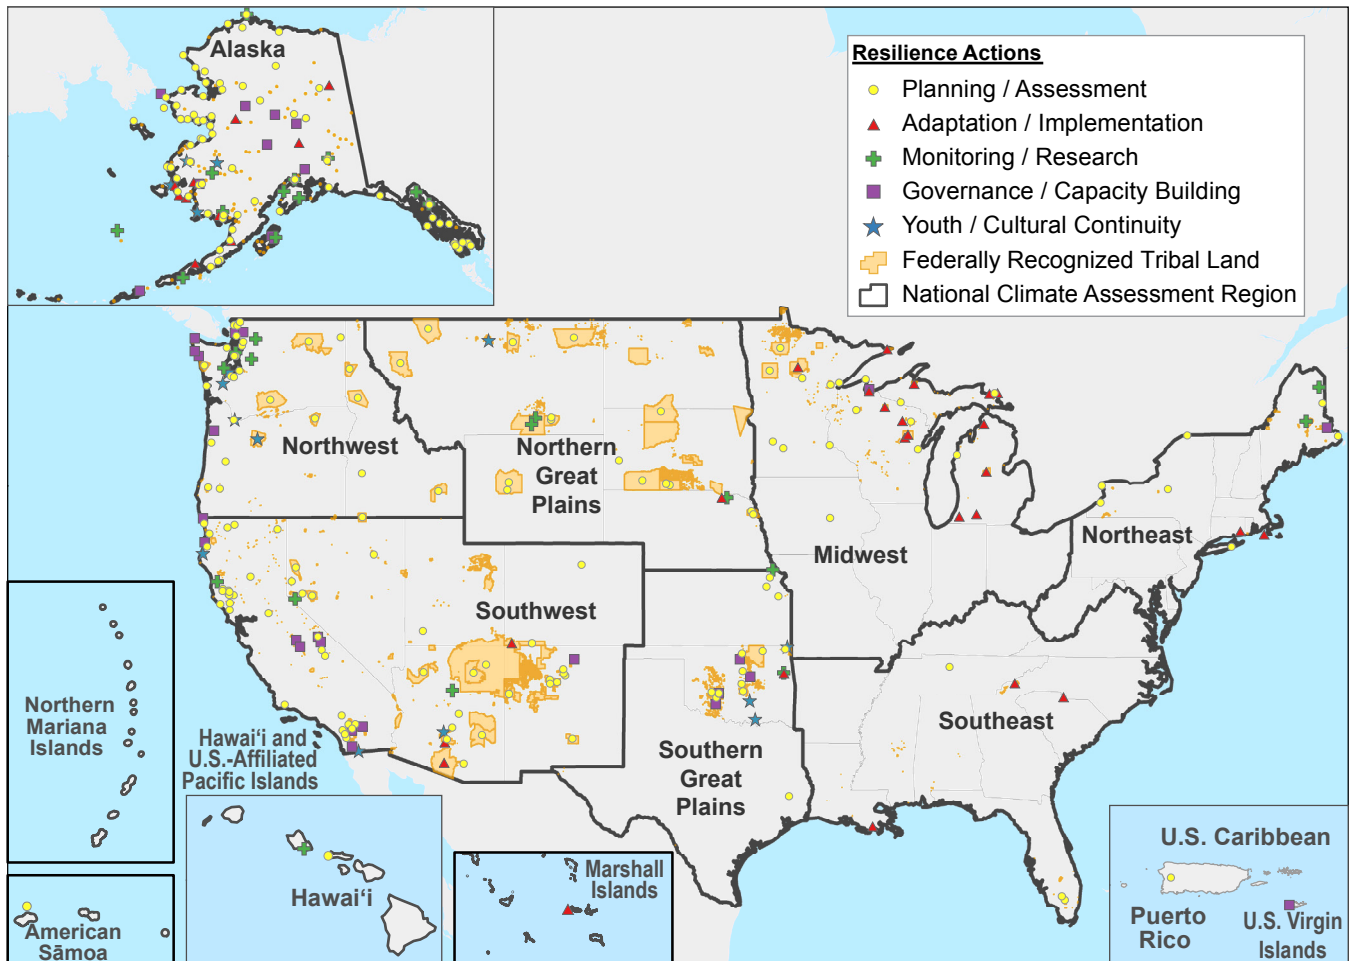 Alaska
Resilience Actions
Planning / Assessment
Adaptation / Implementation
Monitoring / Research
Governance / Capacity Building
Youth / Cultural Continuity
Federally Recognized Tribal Land
National Climate Assessment Region
Northwest
Northern
Great
Plains
Midwest
Northeast
Southwest
Southeast
Southern
Great
Plains
Northern
Mariana
Islands
Hawaiʻi and
U.S.-Affiliated
Pacific Islands
American
Sāmoa
Hawaiʻi
Marshall
Islands
U.S. Caribbean
Puerto
Rico
U.S. Virgin
Islands